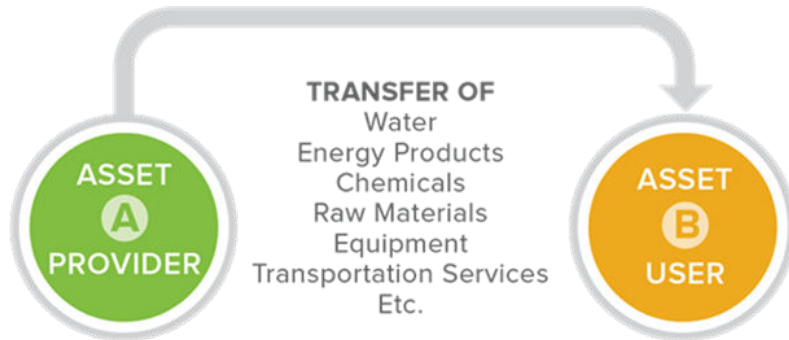 TRANSFER OF
Water
Energy Products
Chemicals
Raw Materials
Equipment
Transportation Services
Etc.
ASSET
A
PROVIDER
ASSET
B
USER